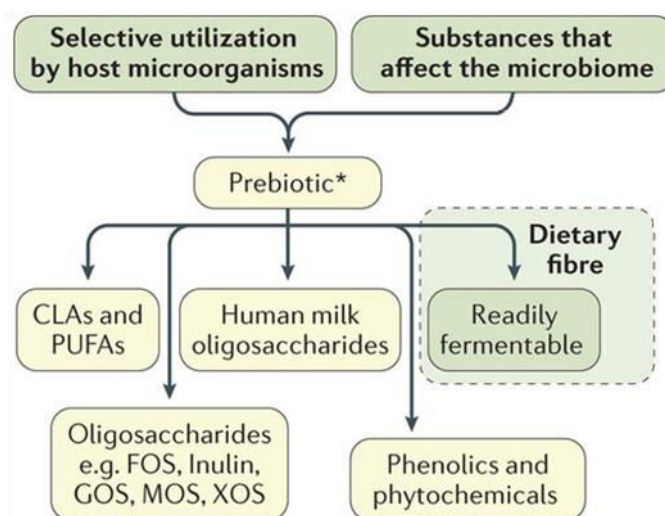 Selective utilization
by host microorganisms
Substances that
affect the microbiome
Prebiotic*
Dietary
fibre
CLAs and
PUFAs
Human milk
oligosaccharides
Readily
fermentable
Oligosaccharides
e.g. FOS, Inulin,
GOS, MOS, XOS
Phenolics and
phytochemicals